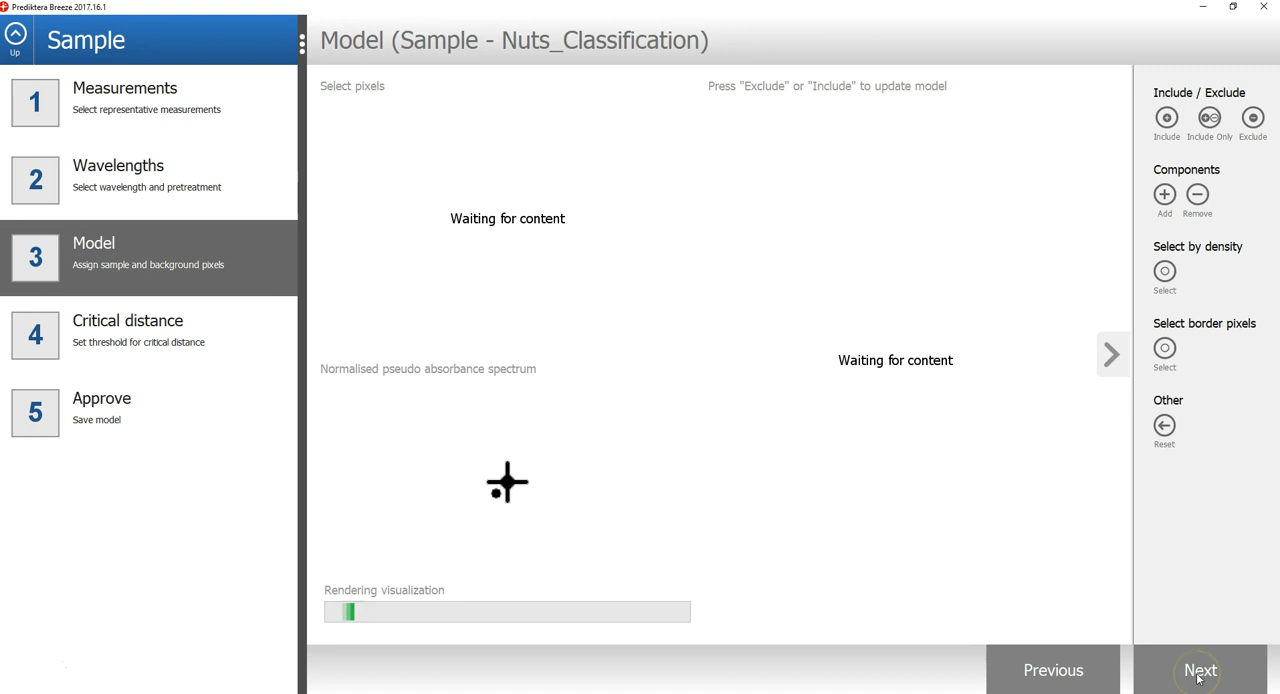 Prediktera Breeze 2017.16.1
Up
Sample
Model (Sample - Nuts_Classification)
1
Measurements
Select representative measurements
2
Wavelengths
Select wavelength and pretreatment
3
Model
Assign sample and background pixels
4
Critical distance
Set threshold for critical distance
5
Approve
Save model
Select pixels
Press "Exclude" or "Include" to update model
Waiting for content
Normalised pseudo absorbance spectrum
Waiting for content
Rendering visualization
Include / Exclude
Include Include Only Exclude
Components
Add Remove
Select by density
Select
Select border pixels
Select
Other
Reset
Previous
Next